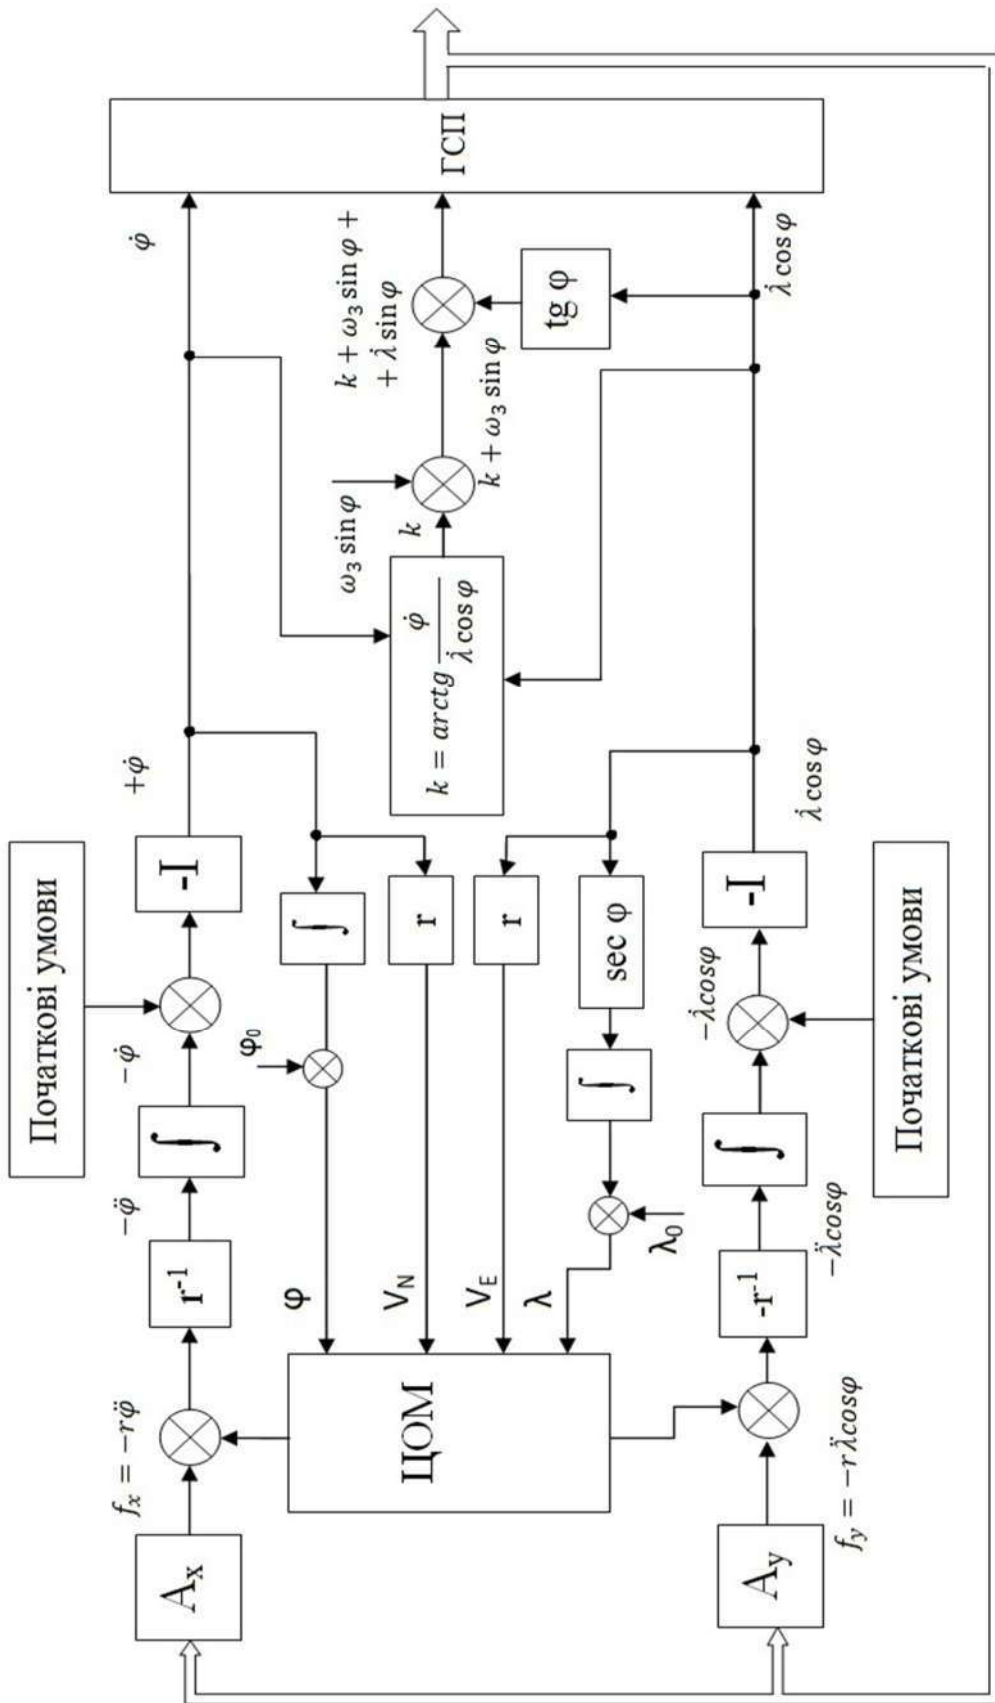 Початкові умови
A_x
f_x = −rφ̈
r⁻¹
−φ̈
∫
−φ̇
-I
+φ̇
φ̇
φ₀
∫
φ
r
V_N
ЦОМ
r
V_E
sec φ
∫
λ₀
λ
k = arctg φ̇ / λ̇ cos φ
k
ω₃ sin φ
k + ω₃ sin φ
k + ω₃ sin φ +
+ λ̇ sin φ
tg φ
ГСП
A_y
f_y = −rλ̈cosφ
-r⁻¹
−λ̈cosφ
∫
−λ̇cosφ
-I
λ̇ cos φ
λ̇ cos φ
Початкові умови